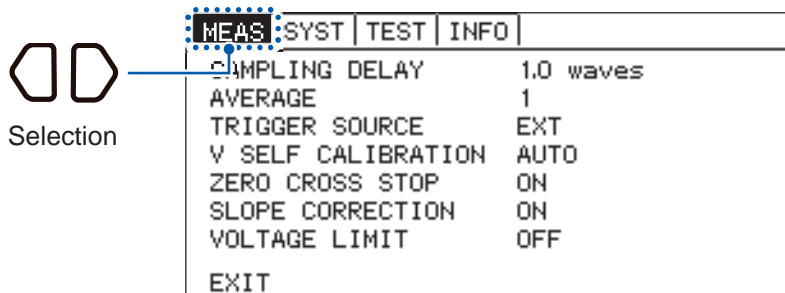 MEAS SYST TEST INFO
SAMPLING DELAY 1.0 waves
AVERAGE 1
Selection
TRIGGER SOURCE EXT
V SELF CALIBRATION AUTO
ZERO CROSS STOP ON
SLOPE CORRECTION ON
VOLTAGE LIMIT OFF
EXIT